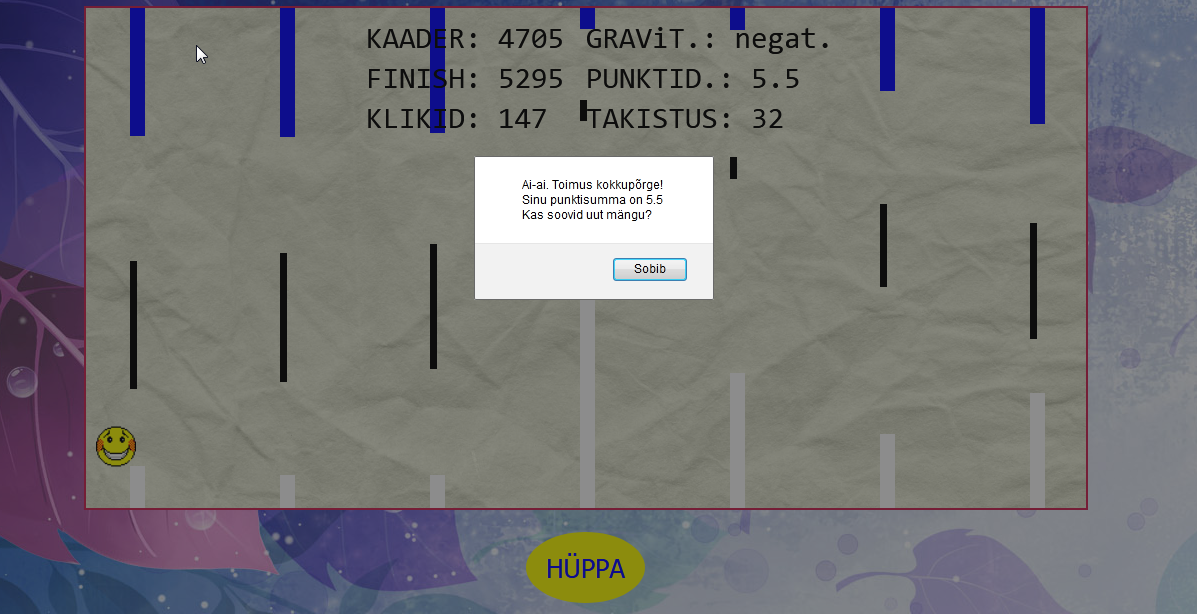 KAADER: 4705 GRAViT.: negat.
FINISH: 5295 PUNKTID.: 5.5
KLIKID: 147 TAKISTUS: 32
Ai-ai. Toimus kokkupõrge!
Sinu punktisumma on 5.5
Kas soovid uut mängu?
Sobib
HÜPPA